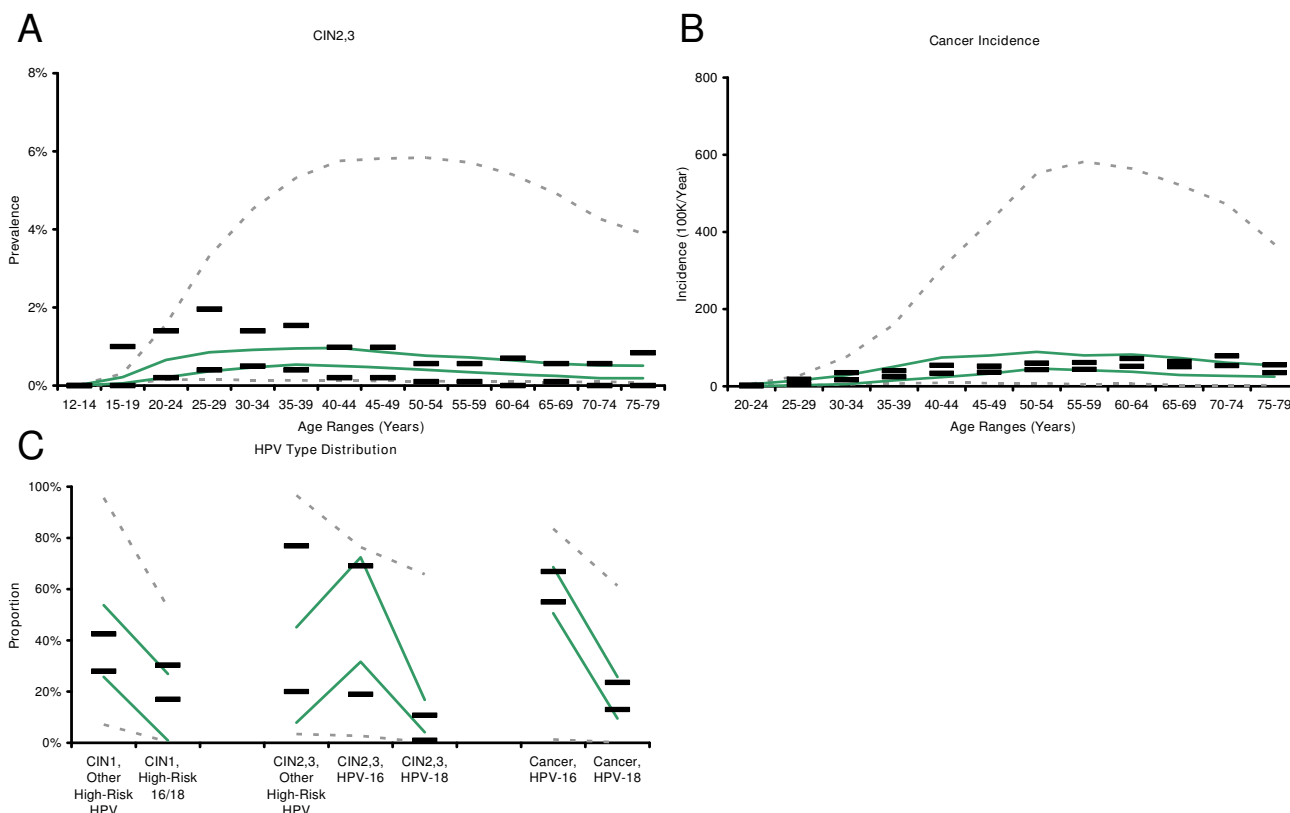 A
CIN2,3
8%
6%
4%
2%
0%
Prevalence
12-14 15-19 20-24 25-29 30-34 35-39 40-44 45-49 50-54 55-59 60-64 65-69 70-74 75-79
Age Ranges (Years)
B
Cancer Incidence
800
600
400
200
0
Incidence (100K/Year)
20-24 25-29 30-34 35-39 40-44 45-49 50-54 55-59 60-64 65-69 70-74 75-79
Age Ranges (Years)
C
HPV Type Distribution
100%
80%
60%
40%
20%
0%
Proportion
CIN1,
Other
High-Risk
HPV
CIN1,
High-Risk
16/18
CIN2,3,
Other
High-Risk
HPV
CIN2,3,
HPV-16
CIN2,3,
HPV-18
Cancer,
HPV-16
Cancer,
HPV-18